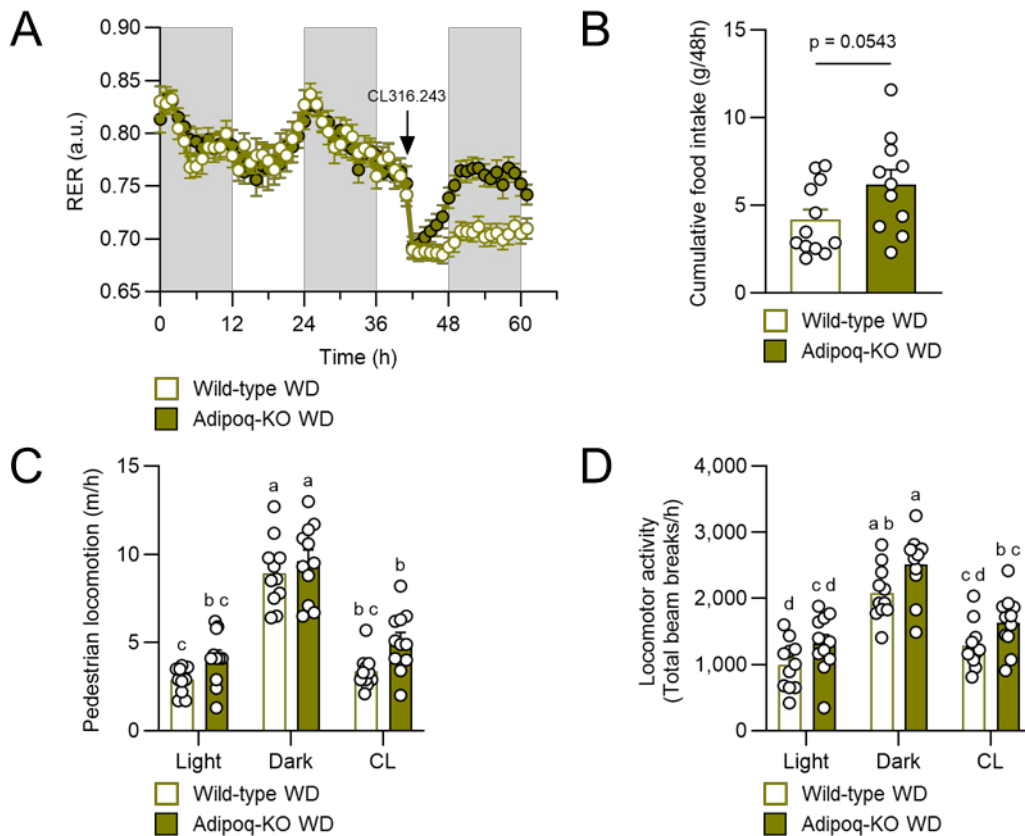 A
RER (a.u.)
0.90
0.85
0.80
0.75
0.70
0.65
CL316.243
0 12 24 36 48 60
Time (h)
Wild-type WD
Adipoq-KO WD
B
Cumulative food intake (g/48h)
15
10
5
0
p = 0.0543
Wild-type WD
Adipoq-KO WD
C
Pedestrian locomotion (m/h)
15
10
5
0
c
b c
a
a
b c
b
Light Dark CL
Wild-type WD
Adipoq-KO WD
D
Locomotor activity
(Total beam breaks/h)
4,000
3,000
2,000
1,000
0
d
c d
a b
a
c d
b c
Light Dark CL
Wild-type WD
Adipoq-KO WD